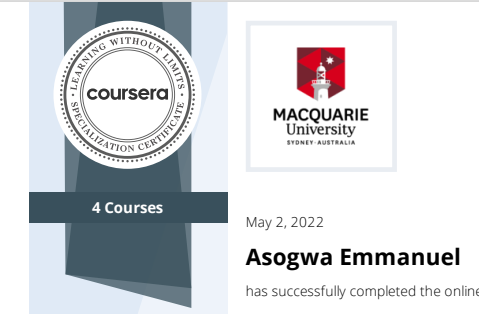 LEARNING WITHOUT LIMITS
coursera
SPECIALIZATION CERTIFICATE
4 Courses
MACQUARIE
University
SYDNEY·AUSTRALIA
May 2, 2022
Asogwa Emmanuel
has successfully completed the online